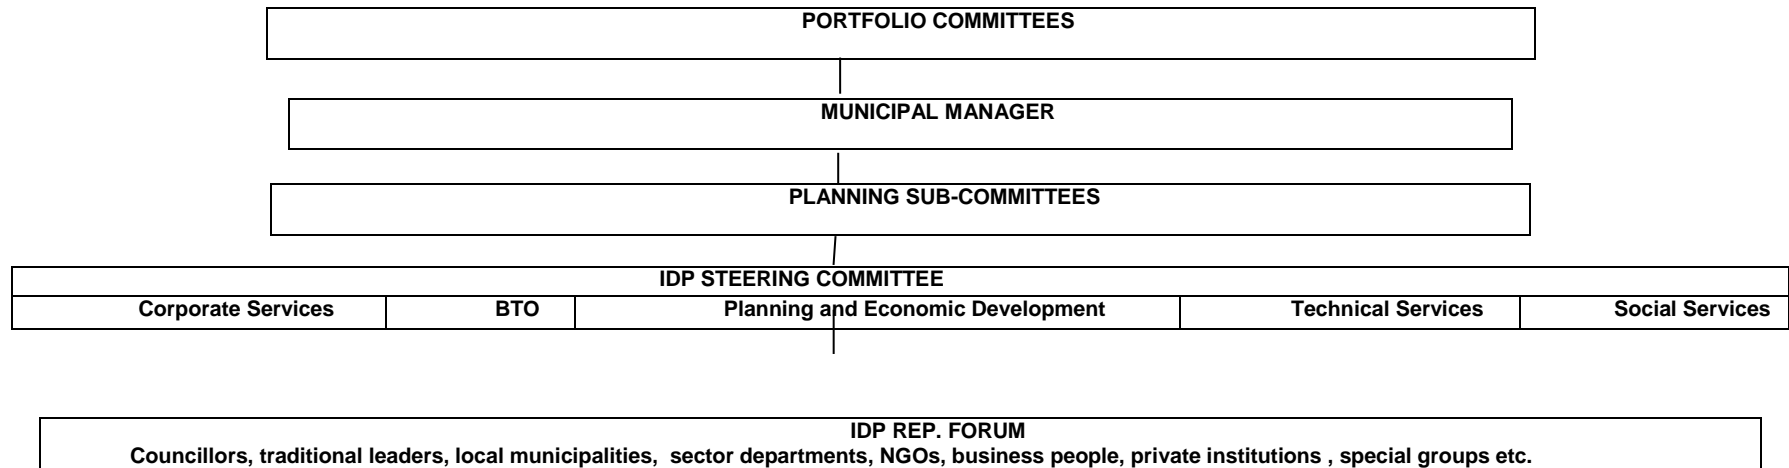 PORTFOLIO COMMITTEES
MUNICIPAL MANAGER
PLANNING SUB-COMMITTEES
IDP STEERING COMMITTEE
Corporate Services BTO Planning and Economic Development Technical Services Social Services
IDP REP. FORUM
Councillors, traditional leaders, local municipalities, sector departments, NGOs, business people, private institutions , special groups etc.